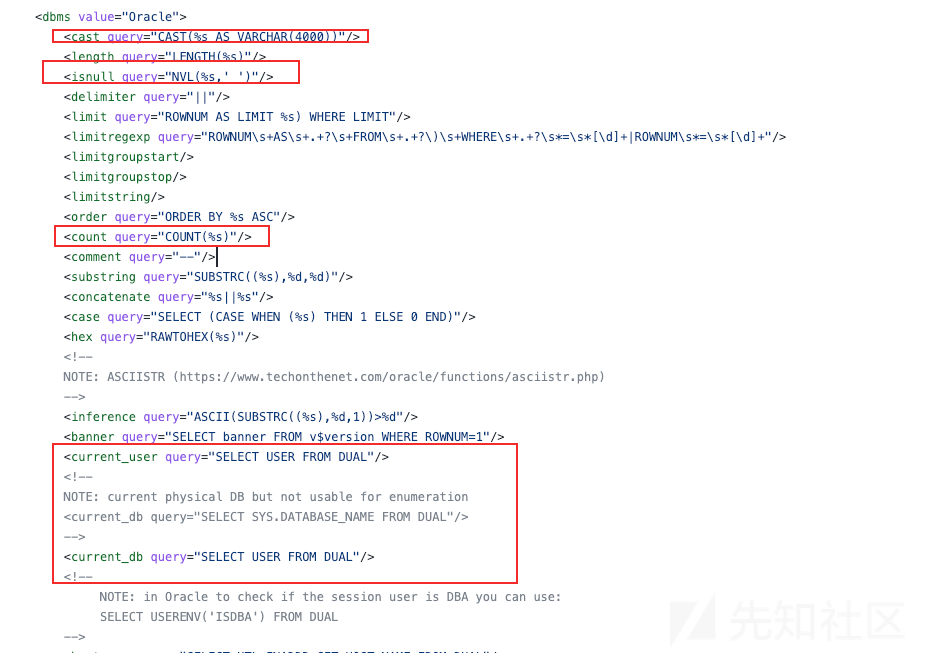 <dbms value="Oracle">
<cast query="CAST(%s AS VARCHAR(4000))"/>
<length query="LENGTH(%s)"/>
<isnull query="NVL(%s,' ')"/>
<delimiter query="||"/>
<limit query="ROWNUM AS LIMIT %s) WHERE LIMIT"/>
<limitregexp query="ROWNUM\s+AS\s+.+?\s+FROM\s+.+?\)\s+WHERE\s+.+?\s*=\s*[\d]+|ROWNUM\s*=\s*[\d]+"/>
<limitgroupstart/>
<limitgroupstop/>
<limitstring/>
<order query="ORDER BY %s ASC"/>
<count query="COUNT(%s)"/>
<comment query="--"/>
<substring query="SUBSTRC((%s),%d,%d)"/>
<concatenate query="%s||%s"/>
<case query="SELECT (CASE WHEN (%s) THEN 1 ELSE 0 END)"/>
<hex query="RAWTOHEX(%s)"/>
<!--
NOTE: ASCIISTR (https://www.techonthenet.com/oracle/functions/asciistr.php)
-->
<inference query="ASCII(SUBSTRC((%s),%d,1))>%d"/>
<banner query="SELECT banner FROM v$version WHERE ROWNUM=1"/>
<current_user query="SELECT USER FROM DUAL"/>
<!--
NOTE: current physical DB but not usable for enumeration
<current_db query="SELECT SYS.DATABASE_NAME FROM DUAL"/>
-->
<current_db query="SELECT USER FROM DUAL"/>
<!--
NOTE: in Oracle to check if the session user is DBA you can use:
SELECT USERENV('ISDBA') FROM DUAL
-->
先知社区